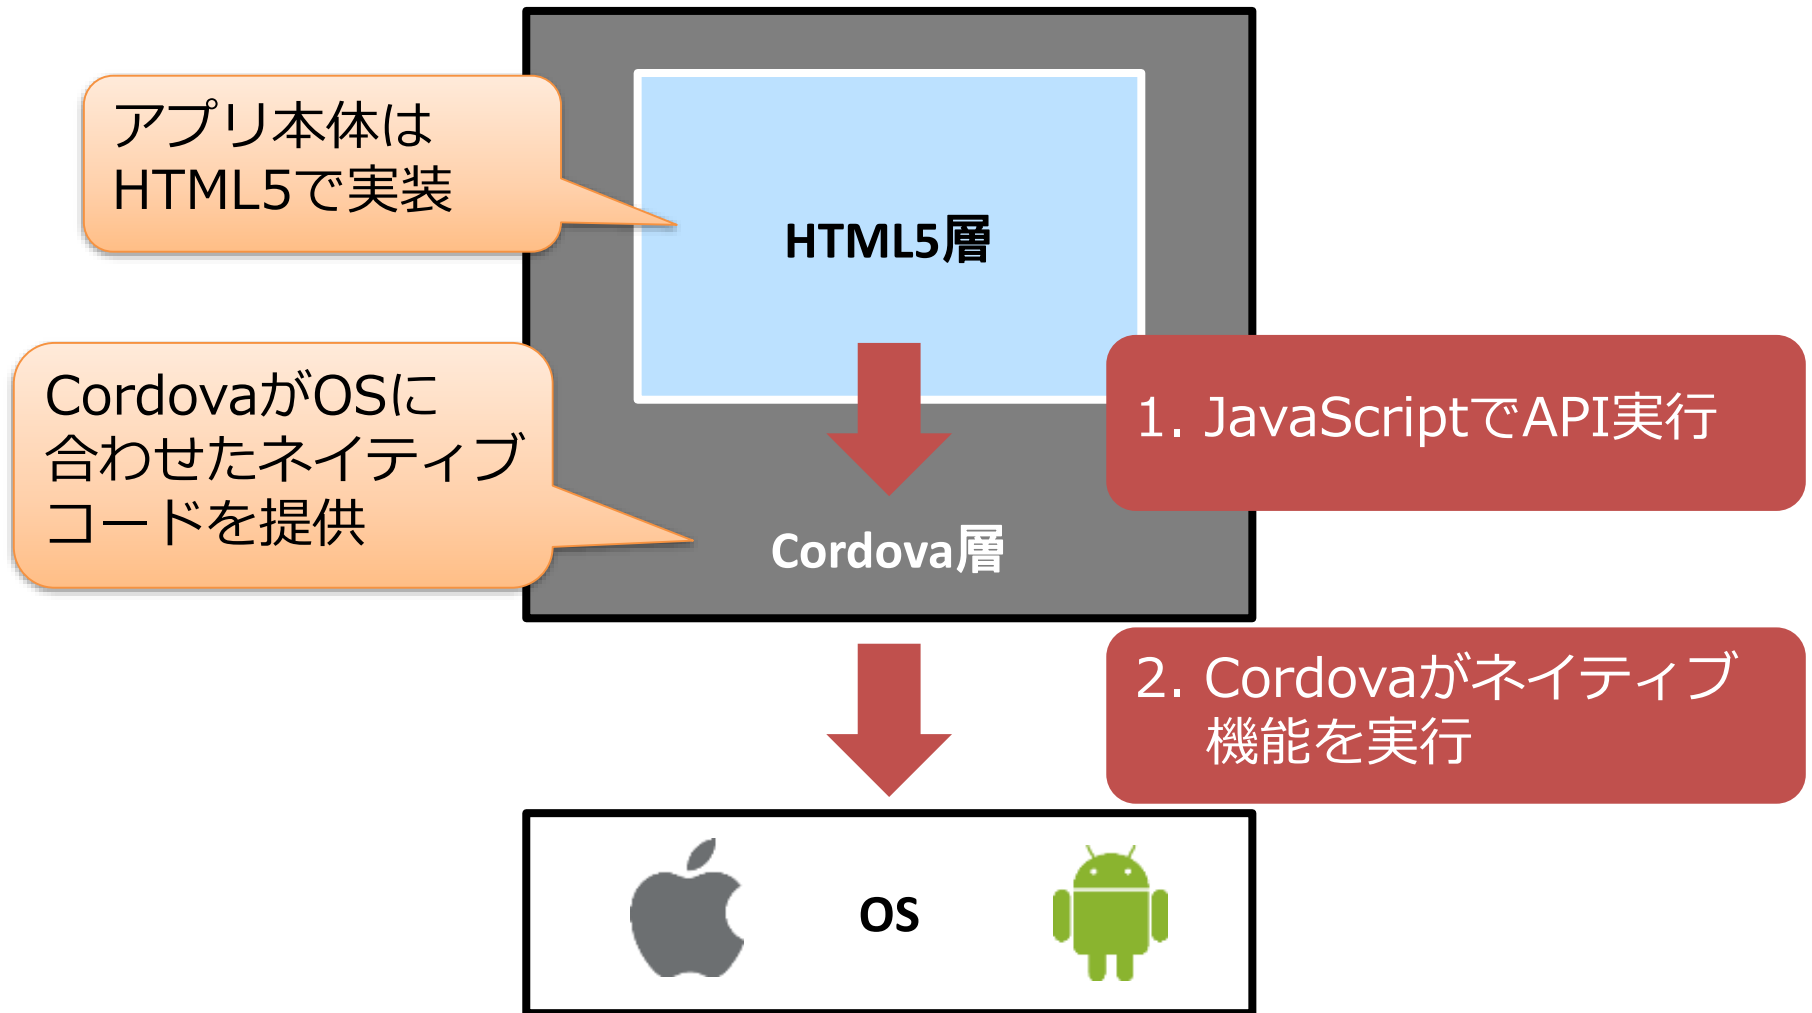 アプリ本体は
HTML5で実装
HTML5層
CordovaがOSに
合わせたネイティブ
コードを提供
1. JavaScriptでAPI実行
Cordova層
2. Cordovaがネイティブ
機能を実行
OS